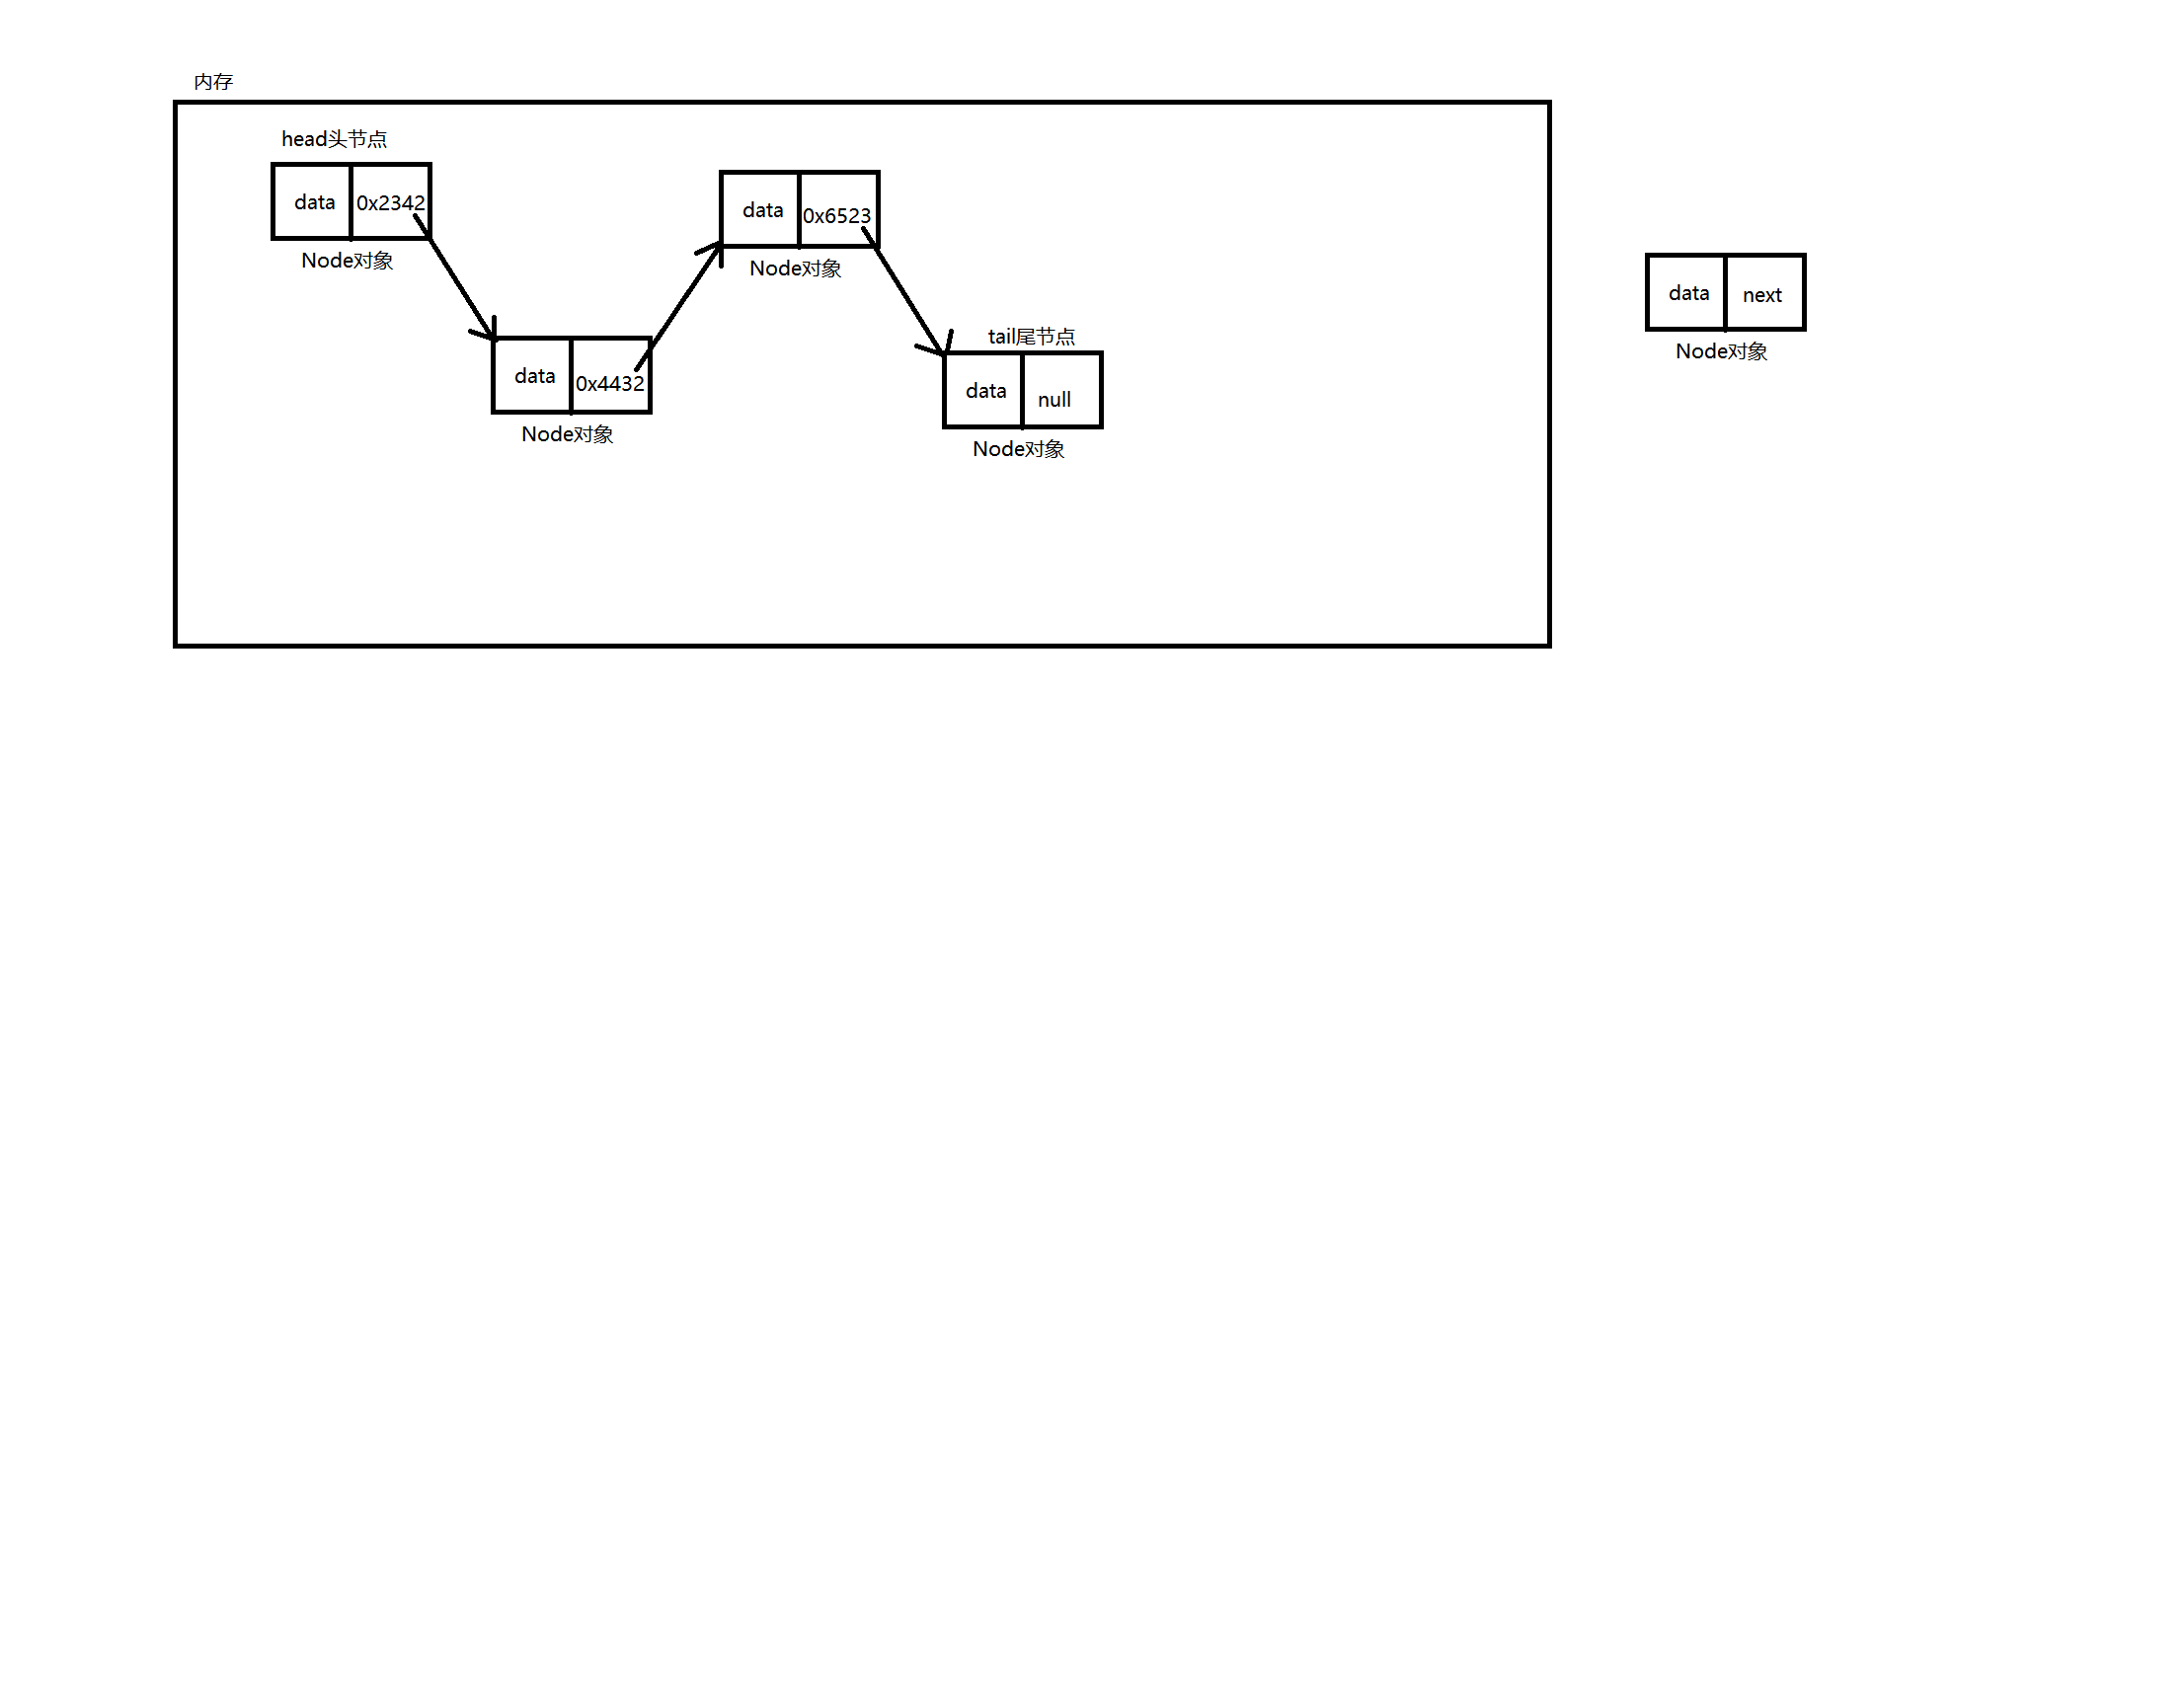 内存
head头节点
data 0x2342
Node对象
data 0x6523
Node对象
data 0x4432
Node对象
tail尾节点
data null
Node对象
data next
Node对象